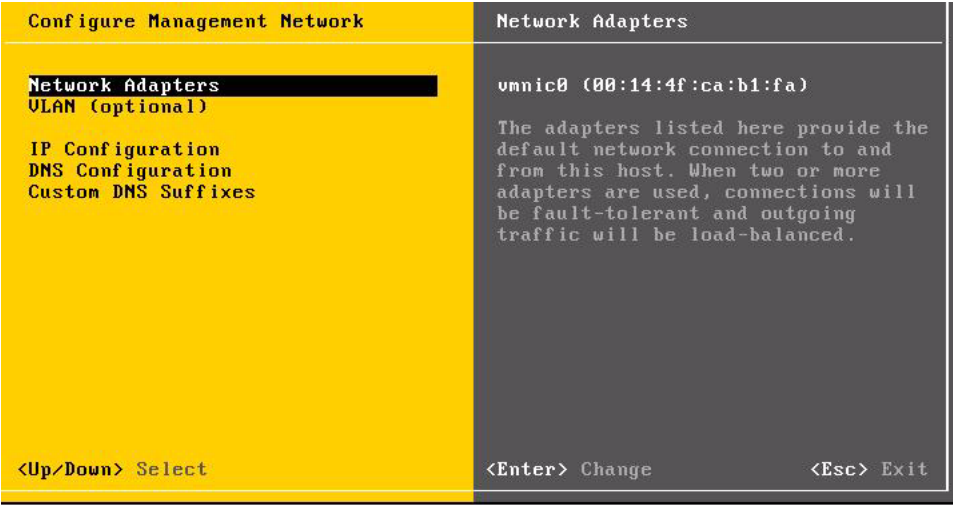 Configure Management Network
Network Adapters
Network Adapters
VLAN (optional)
IP Configuration
DNS Configuration
Custom DNS Suffixes
vmnic0 (00:14:4f:ca:b1:fa)
The adapters listed here provide the
default network connection to and
from this host. When two or more
adapters are used, connections will
be fault-tolerant and outgoing
traffic will be load-balanced.
<Up/Down> Select
<Enter> Change
<Esc> Exit